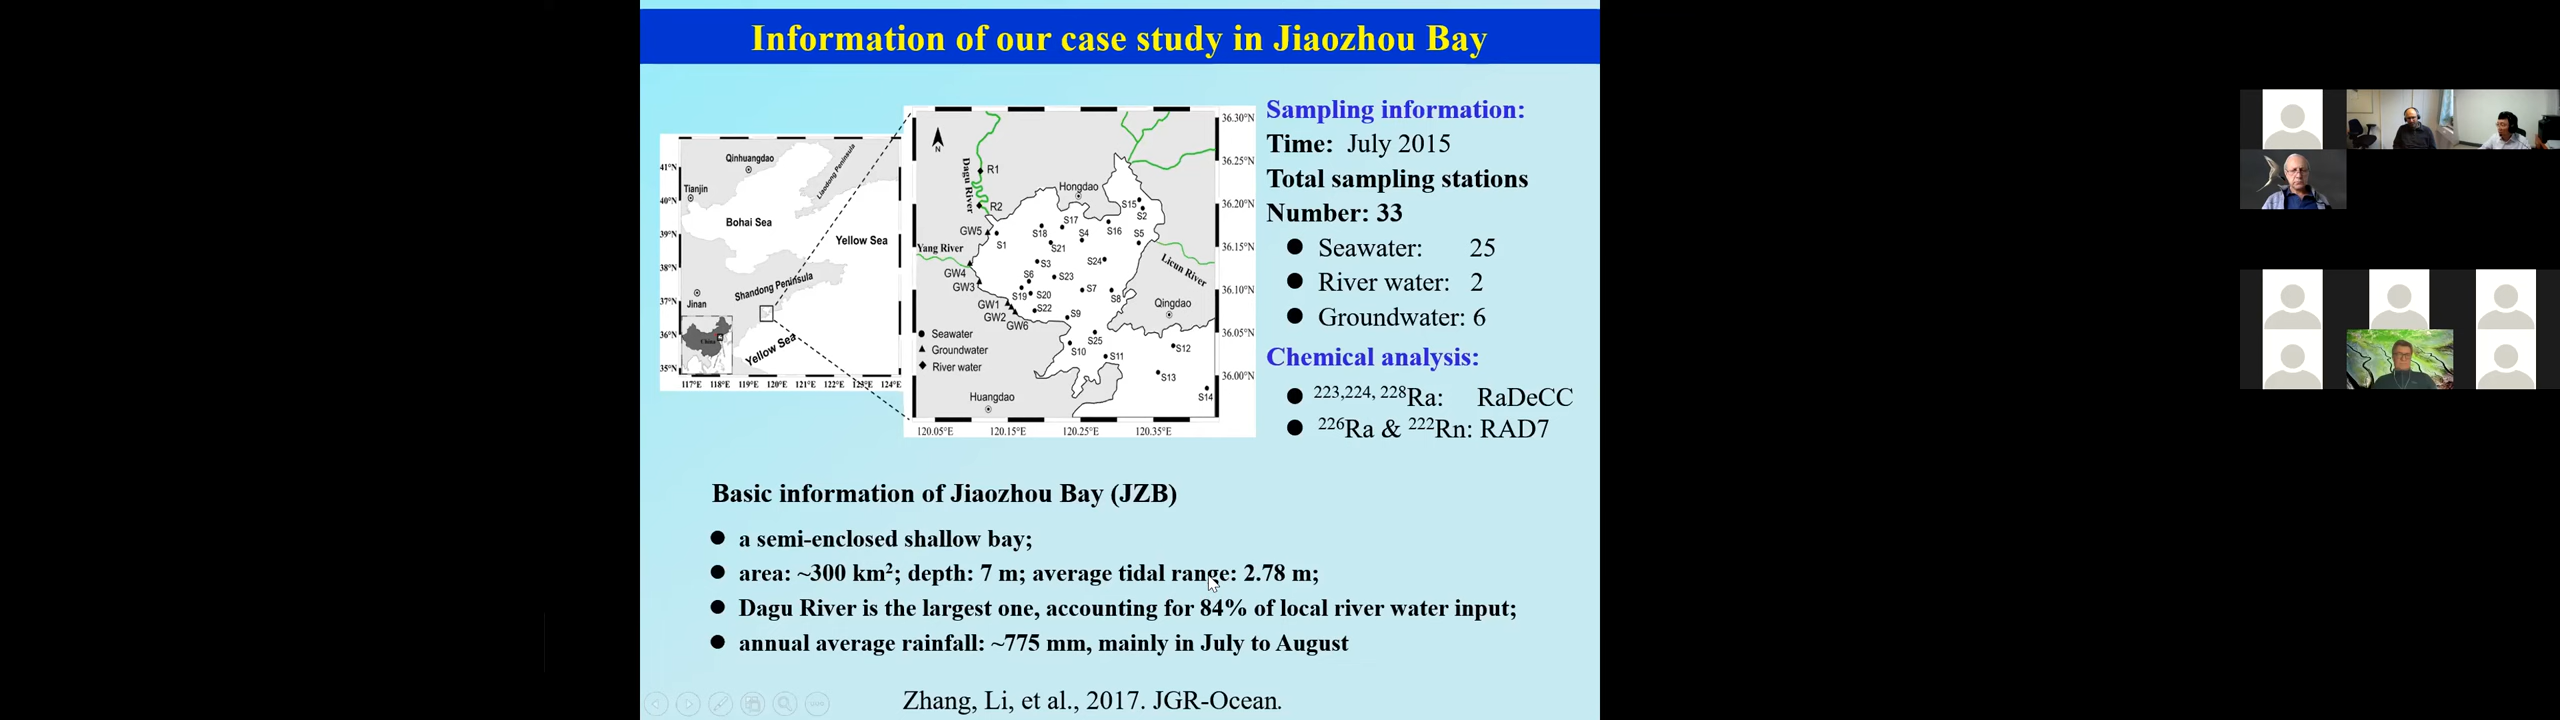 Information of our case study in Jiaozhou Bay
Qinhuangdao
Liaodong Peninsula
Tianjin
Bohai Sea
Yellow Sea
Shandong Peninsula
Jinan
China
Yellow Sea
41°N
40°N
39°N
38°N
37°N
36°N
35°N
117°E 118°E 119°E 120°E 121°E 122°E 123°E 124°E
N
Dagu River
R1
R2
Hongdao
S15
S2
S17
S16
S18
S4
S5
GW5
S1
S21
Yang River
S3
S24
Licun River
GW4
S6
S23
GW3
S19
S20
S7
S8
GW1
S22
Qingdao
GW2
S9
GW6
Seawater
S25
Groundwater
S10
S11
S12
River water
S13
Huangdao
S14
36.30°N
36.25°N
36.20°N
36.15°N
36.10°N
36.05°N
36.00°N
120.05°E 120.15°E 120.25°E 120.35°E
Sampling information:
Time: July 2015
Total sampling stations
Number: 33
● Seawater: 25
● River water: 2
● Groundwater: 6
Chemical analysis:
● 223,224, 228Ra: RaDeCC
● 226Ra & 222Rn: RAD7
Basic information of Jiaozhou Bay (JZB)
● a semi-enclosed shallow bay;
● area: ~300 km²; depth: 7 m; average tidal range: 2.78 m;
● Dagu River is the largest one, accounting for 84% of local river water input;
● annual average rainfall: ~775 mm, mainly in July to August
Zhang, Li, et al., 2017. JGR-Ocean.